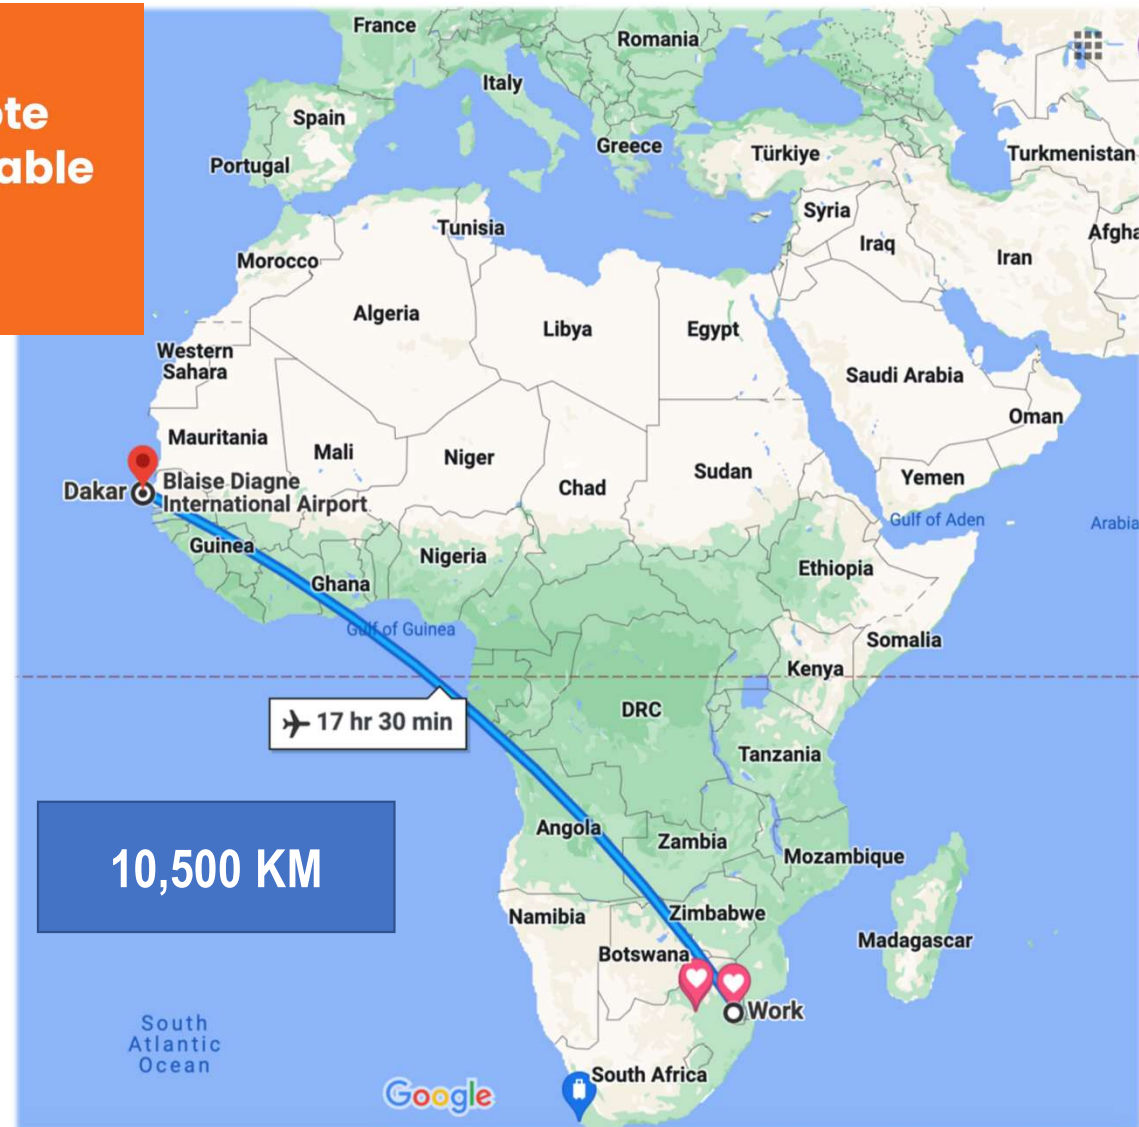 France
Romania
Italy
Spain
Portugal
Greece
Türkiye
Turkmenistan
Syria
Afgha
Tunisia
Iraq
Iran
Morocco
Algeria
Libya
Egypt
Western
Sahara
Saudi Arabia
Oman
Mauritania
Mali
Niger
Chad
Sudan
Yemen
Dakar
Blaise Diagne
International Airport
Gulf of Aden
Arabia
Guinea
Ghana
Nigeria
Ethiopia
Gulf of Guinea
Somalia
Kenya
17 hr 30 min
DRC
Tanzania
10,500 KM
Angola
Zambia
Mozambique
Namibia
Zimbabwe
Botswana
Madagascar
Work
South
Atlantic
Ocean
South Africa
Google
able